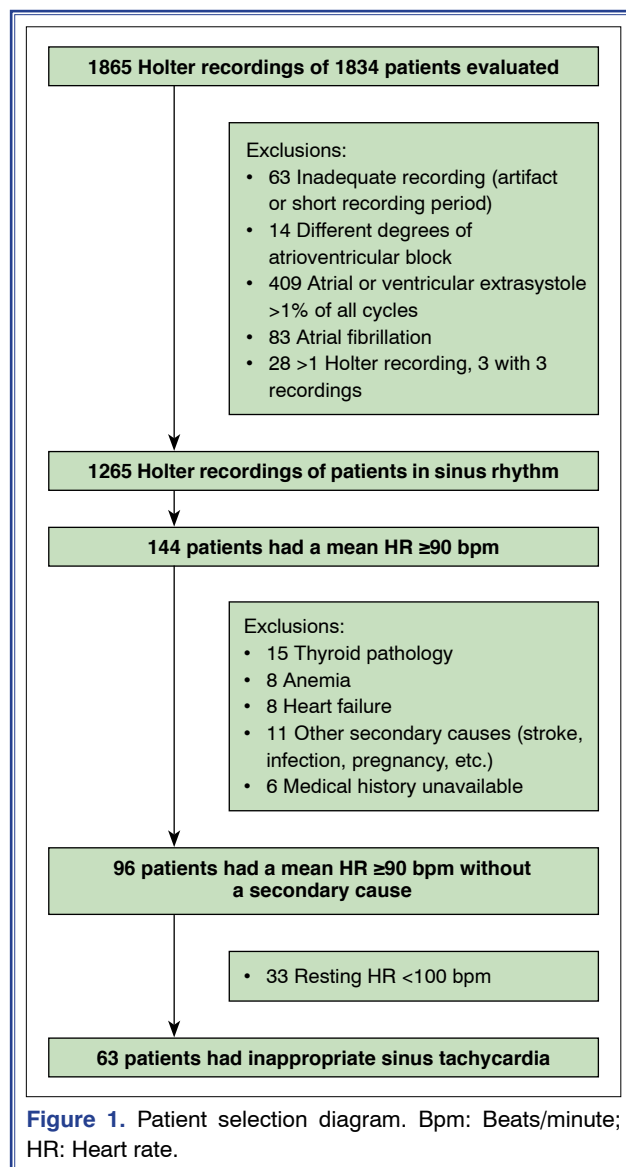 1865 Holter recordings of 1834 patients evaluated
Exclusions:
• 63 Inadequate recording (artifact
or short recording period)
• 14 Different degrees of
atrioventricular block
• 409 Atrial or ventricular extrasystole
>1% of all cycles
• 83 Atrial fibrillation
• 28 >1 Holter recording, 3 with 3
recordings
1265 Holter recordings of patients in sinus rhythm
144 patients had a mean HR ≥90 bpm
Exclusions:
• 15 Thyroid pathology
• 8 Anemia
• 8 Heart failure
• 11 Other secondary causes (stroke,
infection, pregnancy, etc.)
• 6 Medical history unavailable
96 patients had a mean HR ≥90 bpm without
a secondary cause
• 33 Resting HR <100 bpm
63 patients had inappropriate sinus tachycardia
Figure 1. Patient selection diagram. Bpm: Beats/minute;
HR: Heart rate.